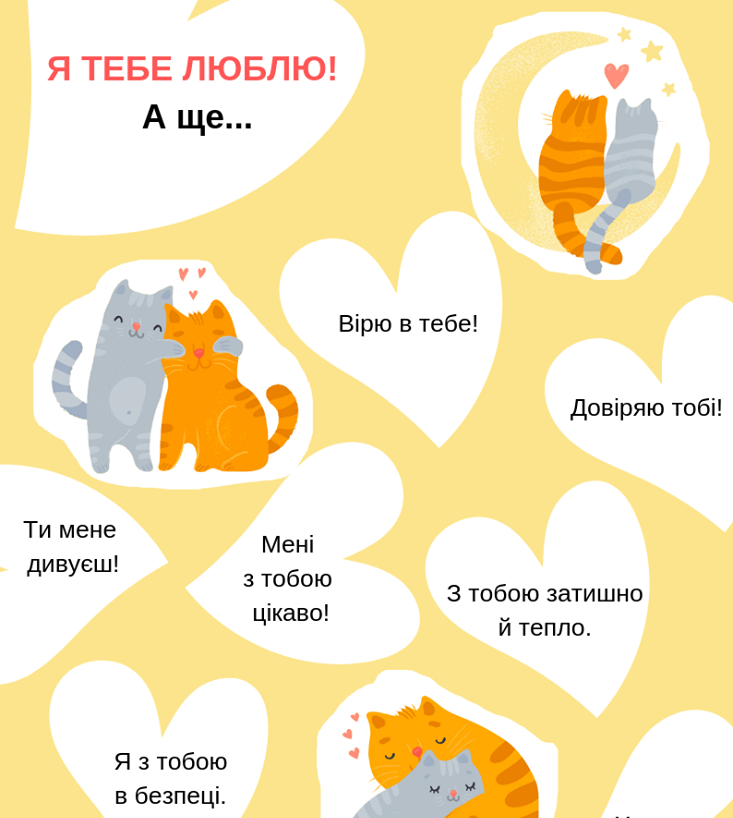 Я ТЕБЕ ЛЮБЛЮ!
А ще...
Вірю в тебе!
Довіряю тобі!
Ти мене
дивуєш!
Мені
з тобою
цікаво!
З тобою затишно
й тепло.
Я з тобою
в безпеці.